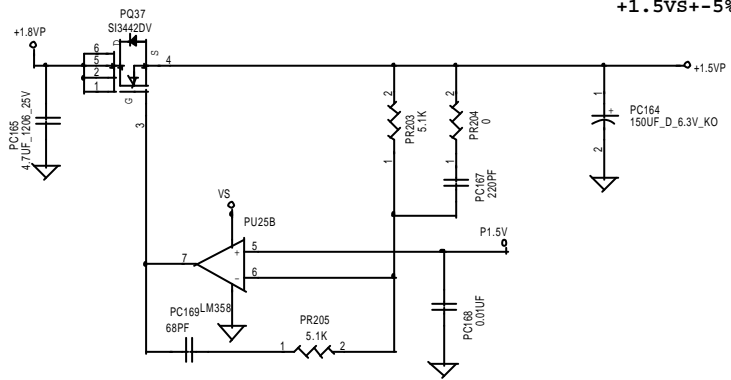 +1.5VS+-5%
PQ37
SI3442DV
+1.8VP
D
S
6
5
2
1
4
G
3
+1.5VP
PC165
4.7UF_1206_25V
2
PR203
5.1K
1
2
PR204
0
1
PC167
220PF
1
+
PC164
150UF_D_6.3V_KO
2
VS
PU25B
P1.5V
+
5
7
-
6
LM358
PC169
68PF
PR205
5.1K
1
2
PC168
0.01UF